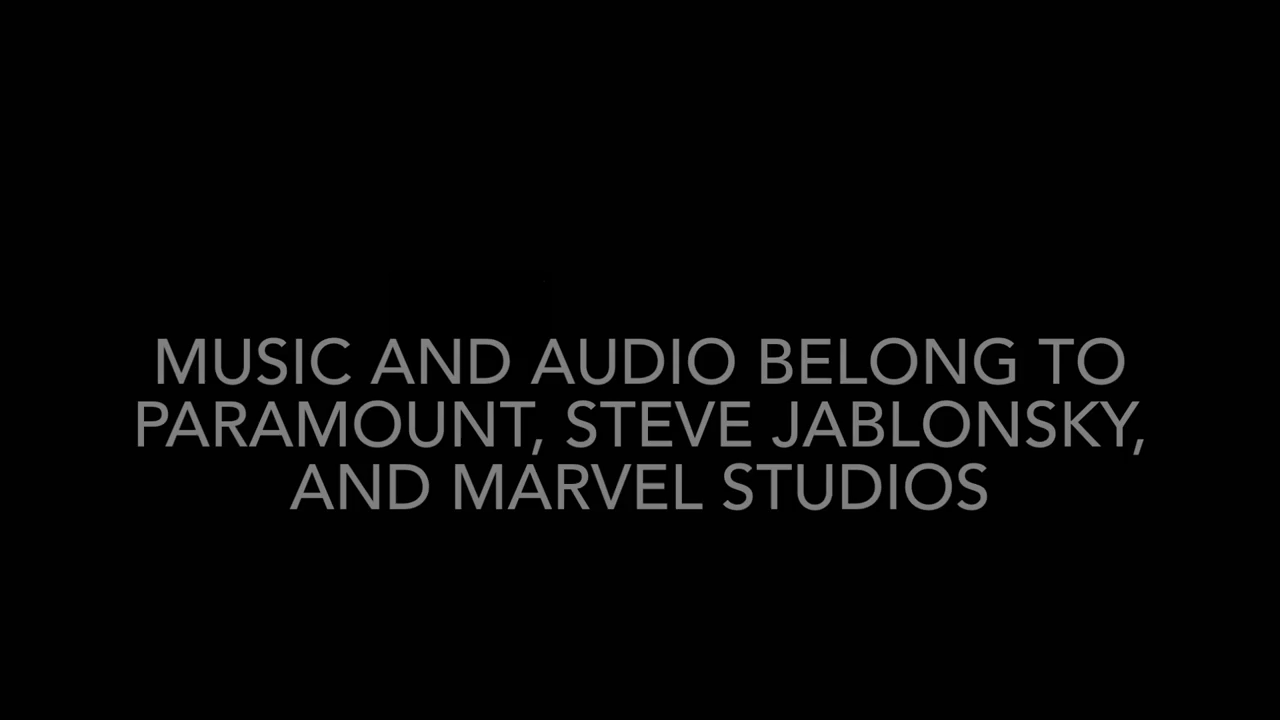 MUSIC AND AUDIO BELONG TO
PARAMOUNT, STEVE JABLONSKY,
AND MARVEL STUDIOS